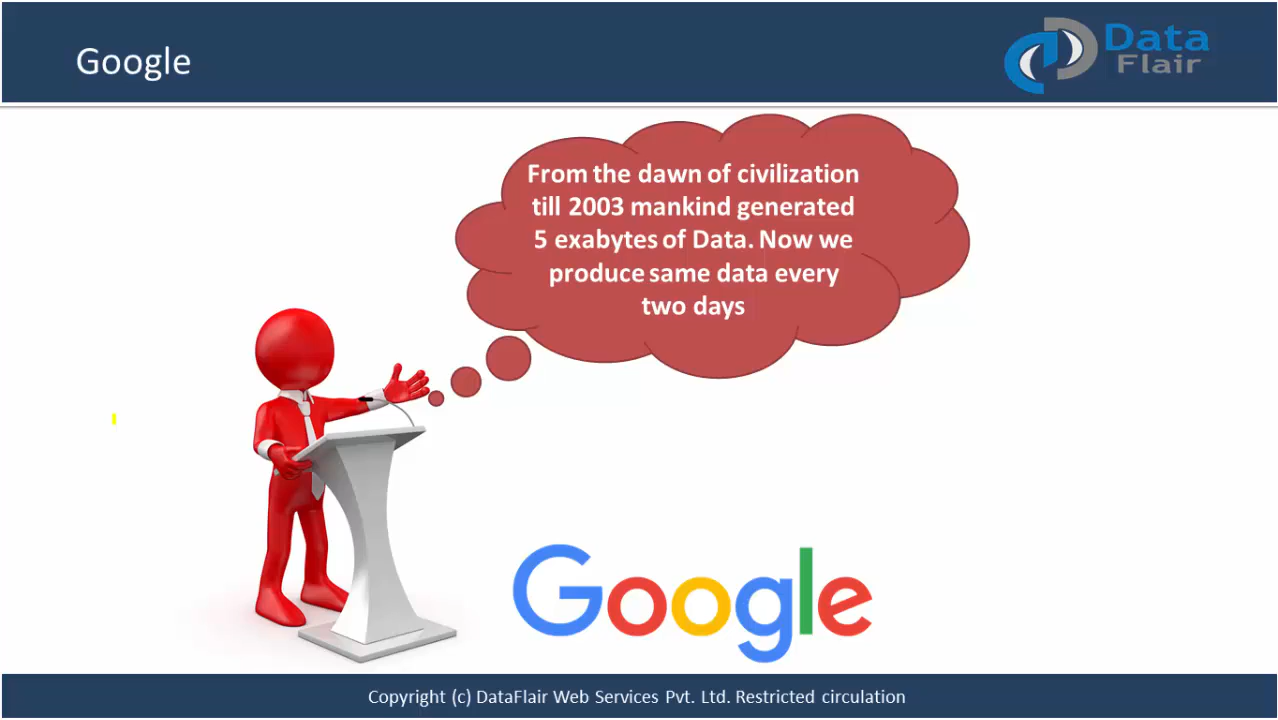 Google
Data
Flair
From the dawn of civilization
till 2003 mankind generated
5 exabytes of Data. Now we
produce same data every
two days
Google
Copyright (c) DataFlair Web Services Pvt. Ltd. Restricted circulation